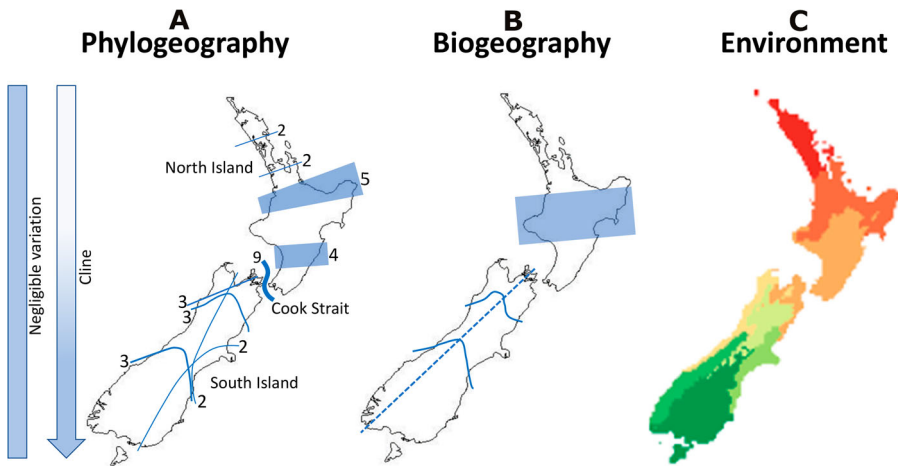 A
Phylogeography
B
Biogeography
C
Environment
Negligible variation
Cline
2
2
North Island
5
4
9
Cook Strait
3
3
3
2
South Island
2